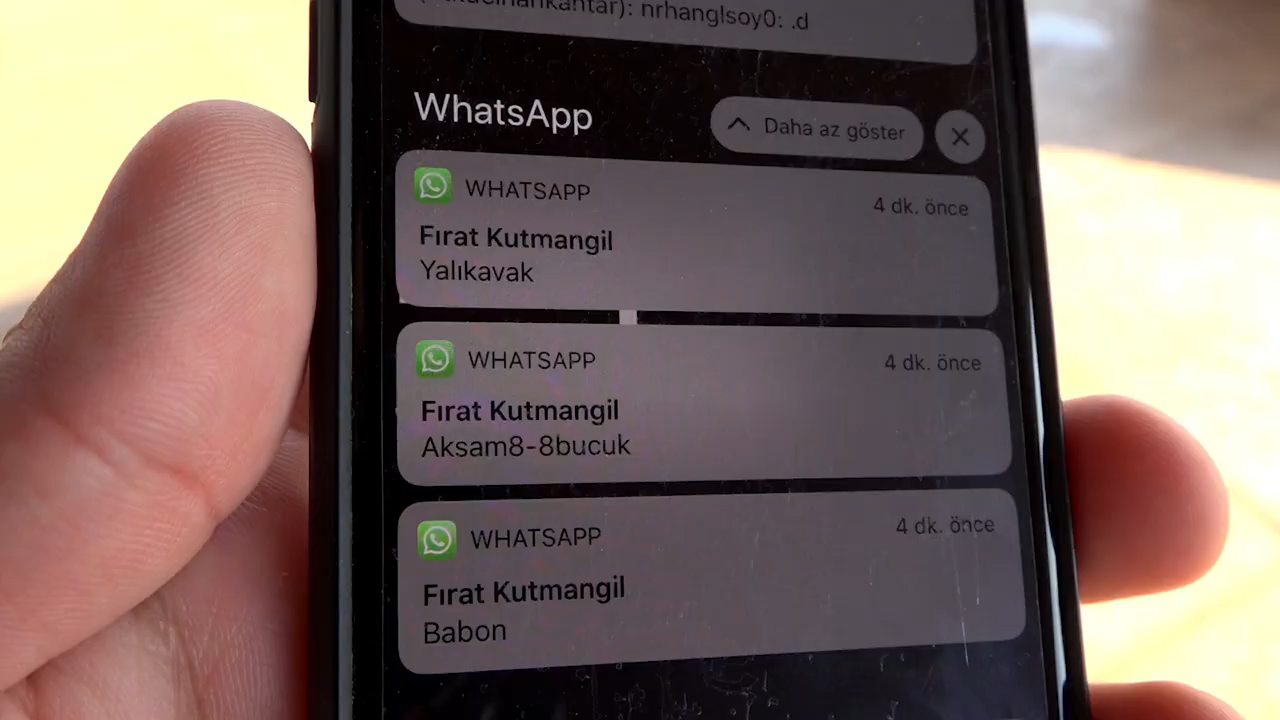 nrhanglsoy0: .d
WhatsApp
Daha az göster
WHATSAPP
4 dk. önce
Fırat Kutmangil
Yalıkavak
WHATSAPP
4 dk. önce
Fırat Kutmangil
Aksam8-8bucuk
WHATSAPP
4 dk. önce
Fırat Kutmangil
Babon